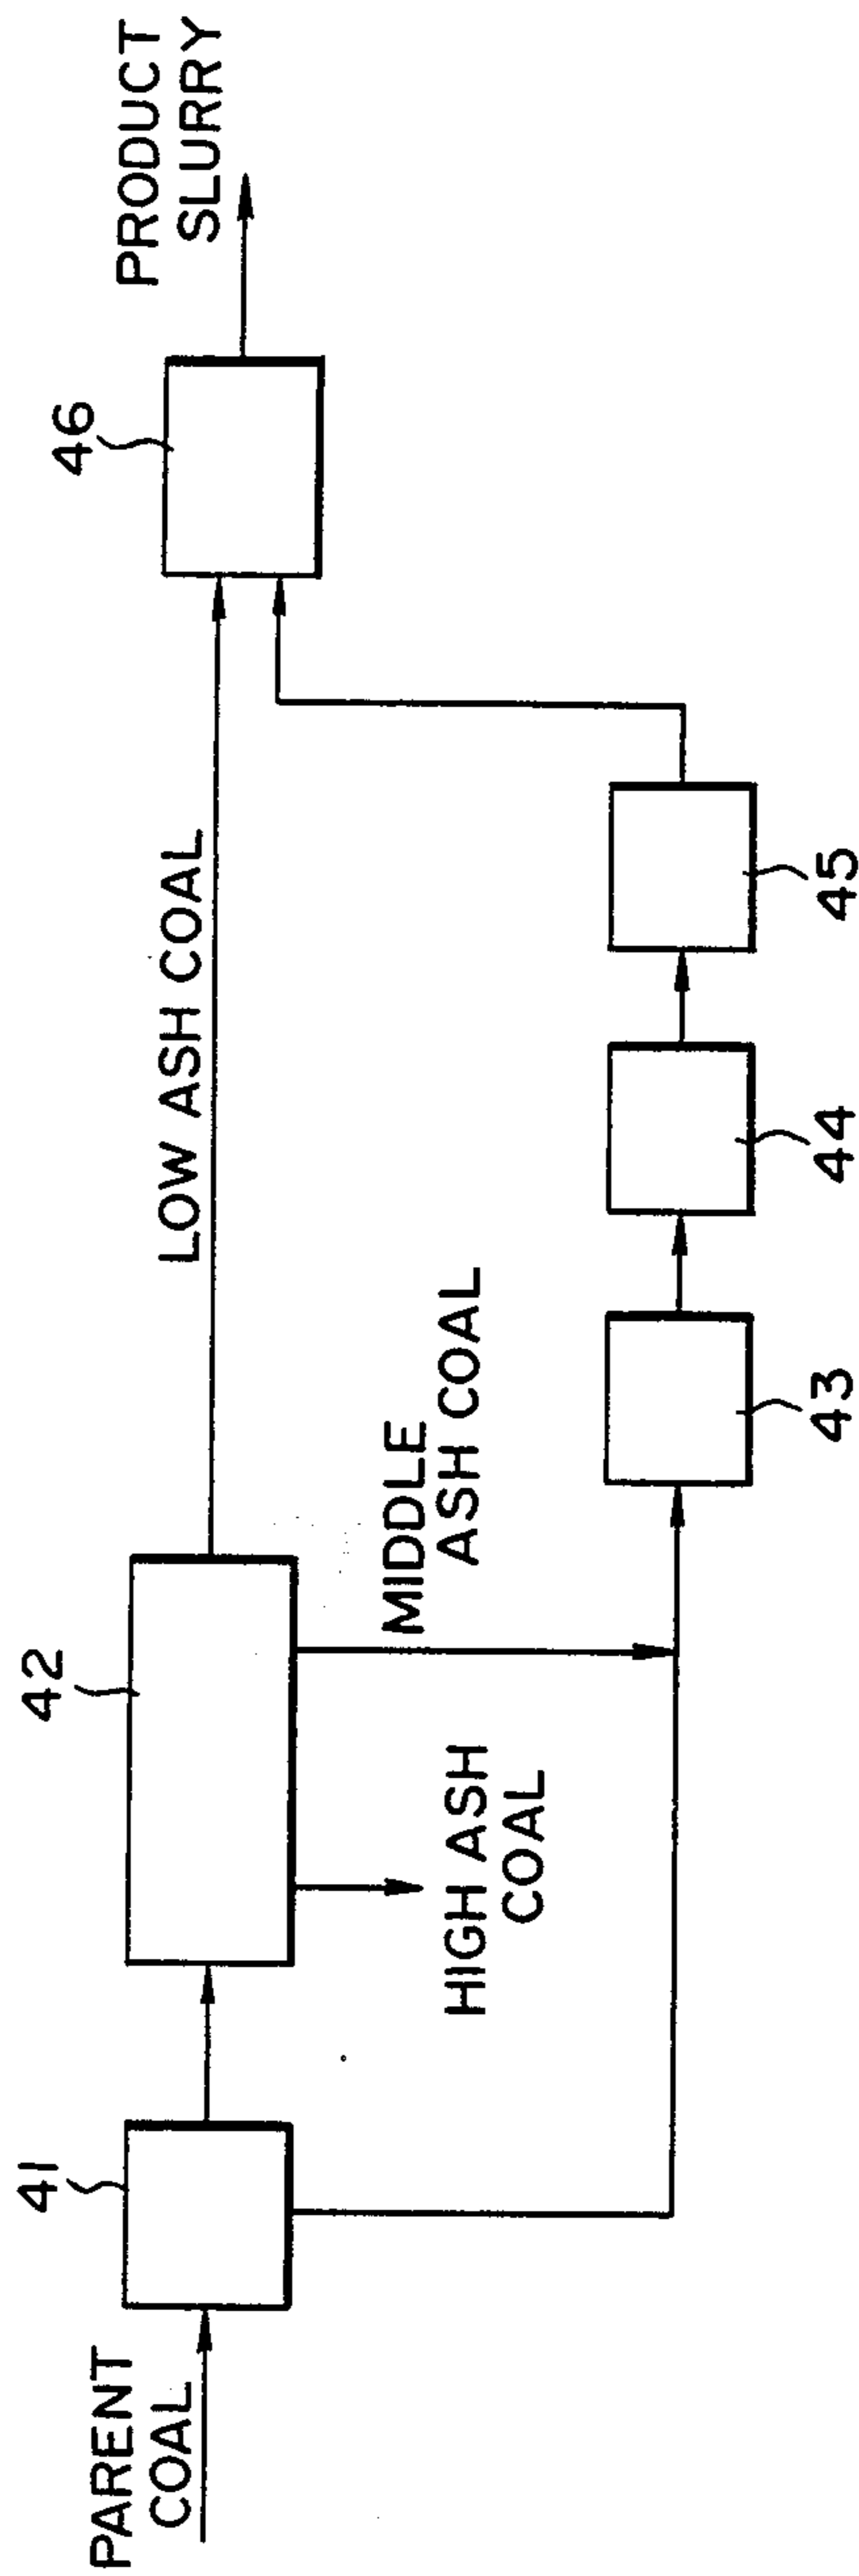 PARENT
COAL
41
42
HIGH ASH
COAL
MIDDLE
ASH COAL
LOW ASH COAL
43
44
45
46
PRODUCT
SLURRY